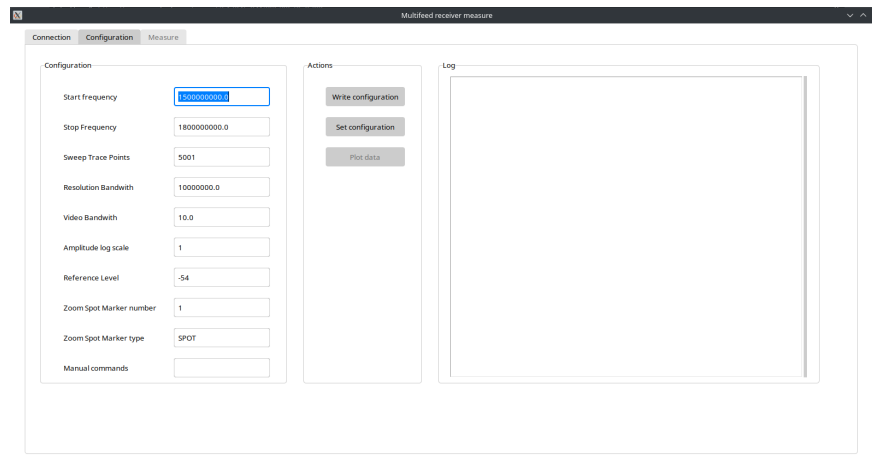 Multifeed receiver measure
Connection Configuration Measure
Configuration
Start frequency 1500000000.0
Stop Frequency 1800000000.0
Sweep Trace Points 5001
Resolution Bandwith 10000000.0
Video Bandwith 10.0
Amplitude log scale 1
Reference Level -54
Zoom Spot Marker number 1
Zoom Spot Marker type SPOT
Manual commands
Actions
Write configuration
Set configuration
Plot data
Log